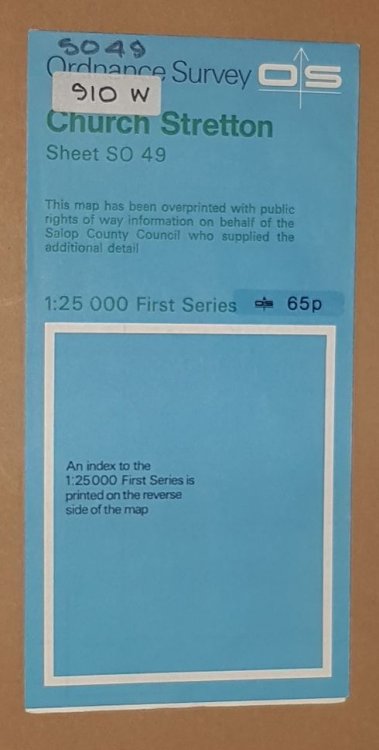 SO49
Ordnance Survey OS
910 W
Church Stretton
Sheet SO 49
This map has been overprinted with public
rights of way information on behalf of the
Salop County Council who supplied the
additional detail
1:25 000 First Series OS 65p
An index to the
1:25000 First Series is
printed on the reverse
side of the map